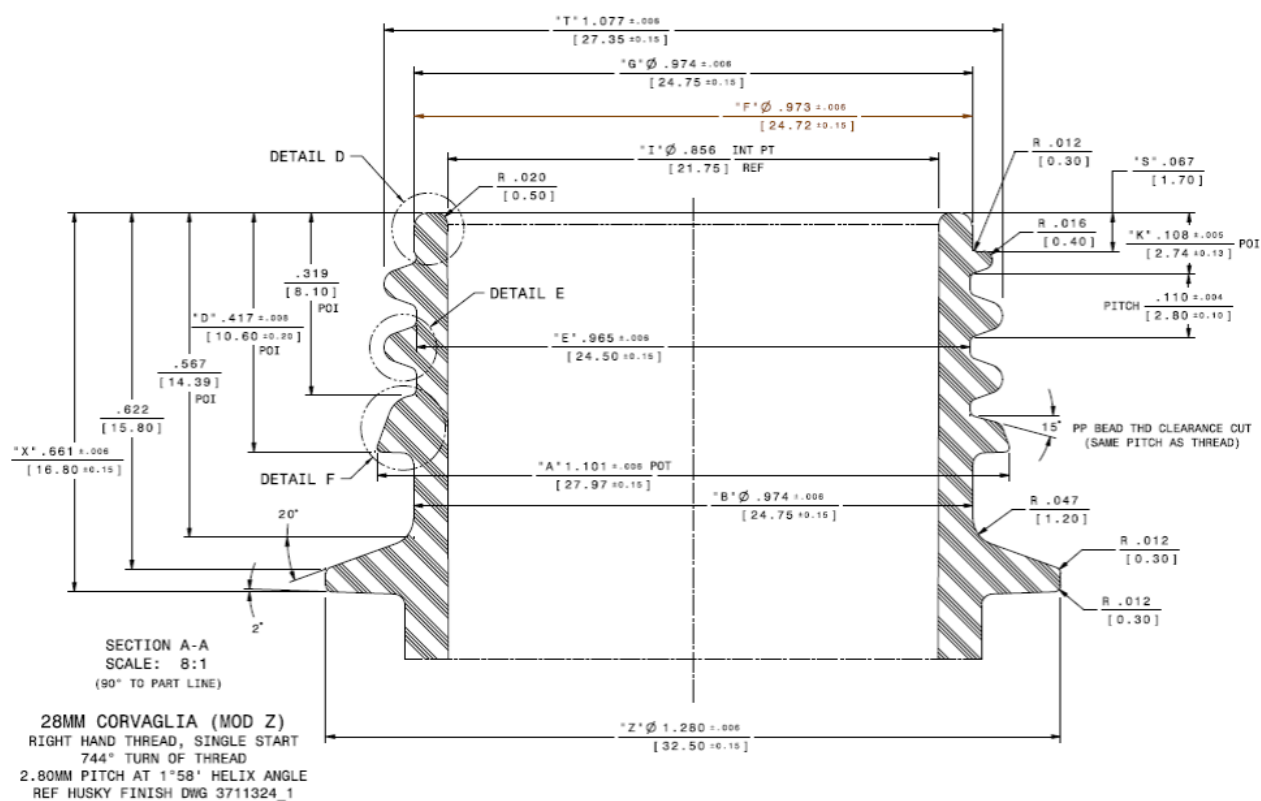 "T" 1.077 ±.006
[27.35 ±0.15]
"G" Ø .974 ±.006
[24.75 ±0.15]
"F" Ø .973 ±.006
[24.72 ±0.15]
"I" Ø .856 INT PT
[21.75] REF
DETAIL D
R .020
[0.50]
R .012
[0.30]
"S" .067
[1.70]
R .016
[0.40]
"K" .108 ±.005 POI
[2.74 ±0.13]
.319
[8.10]
POI
DETAIL E
PITCH .110 ±.004
[2.80 ±0.10]
"D" .417 ±.008
[10.60 ±0.20]
POI
"E" .965 ±.006
[24.50 ±0.15]
.567
[14.39]
POI
.622
[15.80]
15° PP BEAD THD CLEARANCE CUT
(SAME PITCH AS THREAD)
"X" .661 ±.006
[16.80 ±0.15]
DETAIL F
"A" 1.101 ±.006 POT
[27.97 ±0.15]
"B" Ø .974 ±.006
[24.75 ±0.15]
R .047
[1.20]
20°
R .012
[0.30]
R .012
[0.30]
2°
SECTION A-A
SCALE: 8:1
(90° TO PART LINE)
"Z" Ø 1.280 ±.006
[32.50 ±0.15]
28MM CORVAGLIA (MOD Z)
RIGHT HAND THREAD, SINGLE START
744° TURN OF THREAD
2.80MM PITCH AT 1°58' HELIX ANGLE
REF HUSKY FINISH DWG 3711324_1